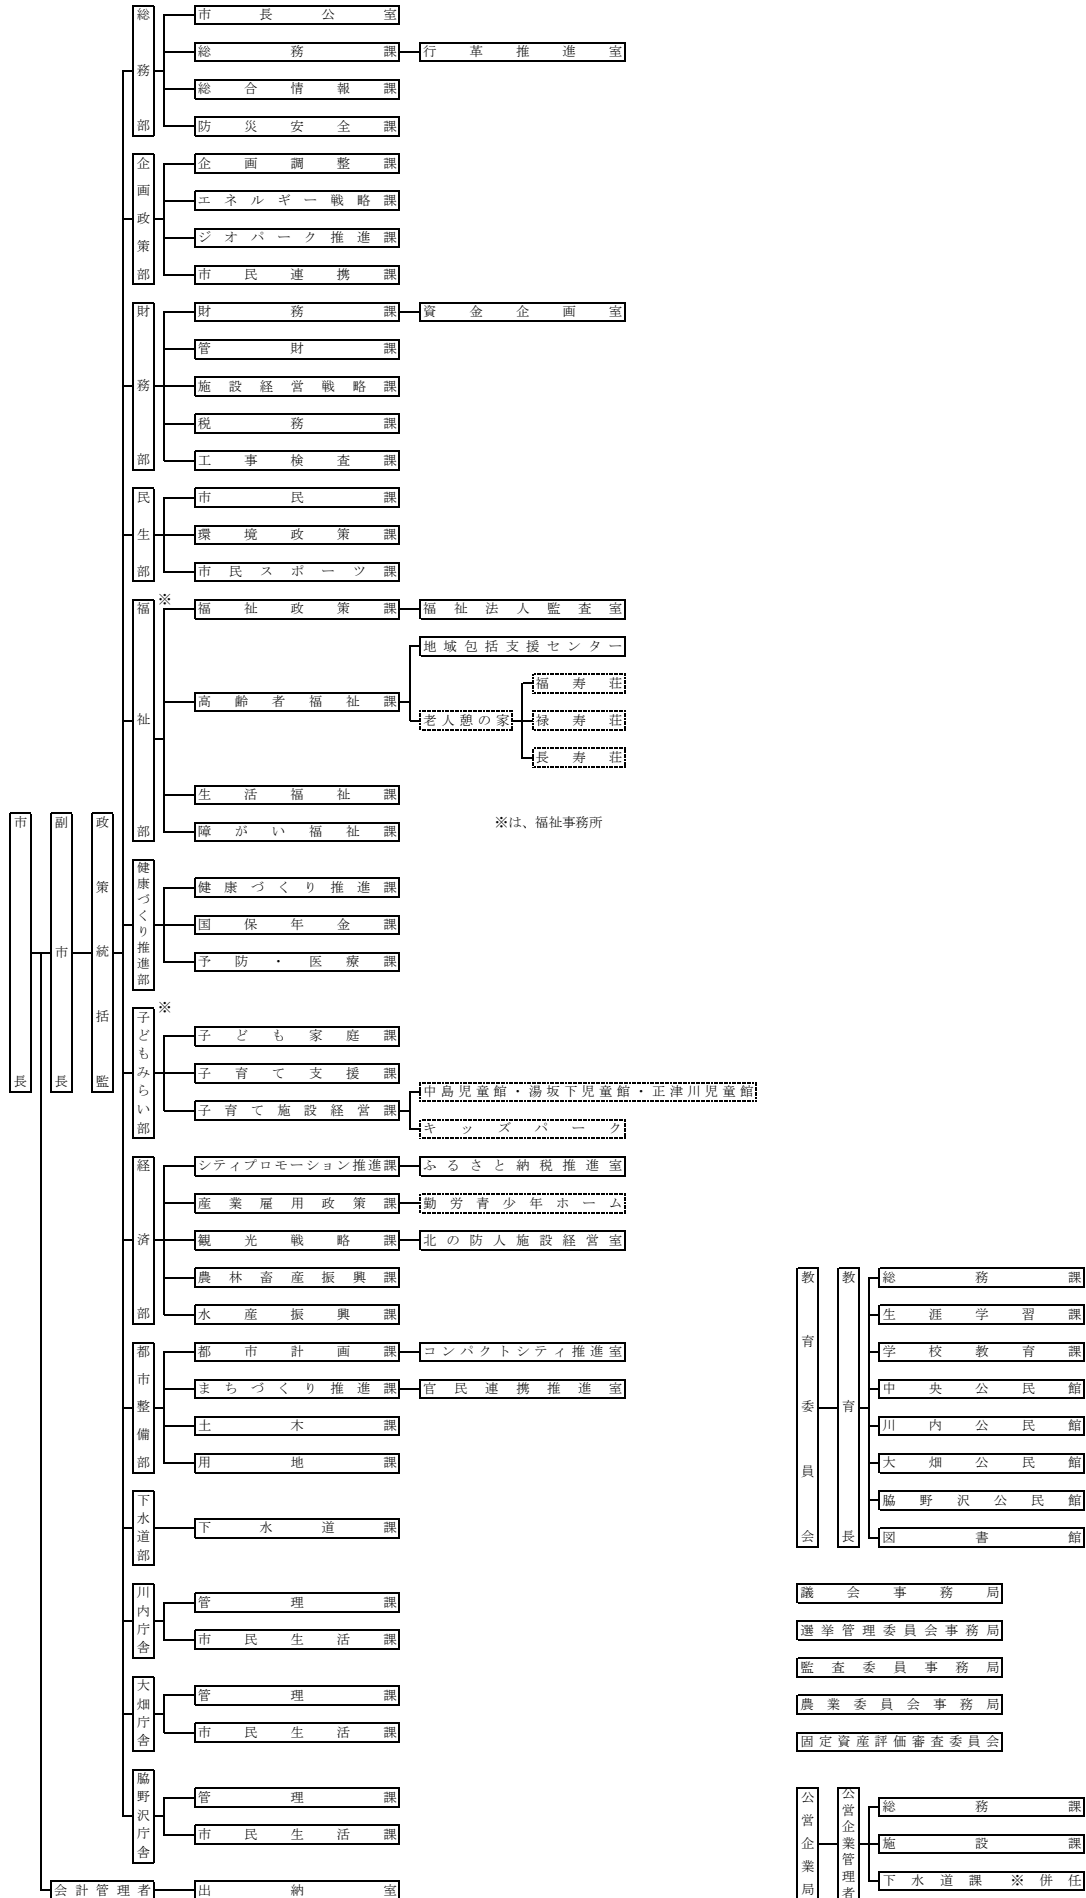 市長
副市長
政策統括監
総務部
市長公室
総務課
行革推進室
総合情報課
防災安全課
企画政策部
企画調整課
エネルギー戦略課
ジオパーク推進課
市民連携課
財務部
財務課
資金企画室
管財課
施設経営戦略課
税務課
工事検査課
民生部
市民課
環境政策課
市民スポーツ課
福祉部
※
福祉政策課
福祉法人監査室
高齢者福祉課
地域包括支援センター
老人憩の家
福寿荘
禄寿荘
長寿荘
生活福祉課
障がい福祉課
※は、福祉事務所
健康づくり推進部
健康づくり推進課
国保年金課
予防・医療課
子どもみらい部
※
子ども家庭課
子育て支援課
子育て施設経営課
中島児童館・湯坂下児童館・正津川児童館
キッズパーク
経済部
シティプロモーション推進課
ふるさと納税推進室
産業雇用政策課
勤労青少年ホーム
観光戦略課
北の防人施設経営室
農林畜産振興課
水産振興課
都市整備部
都市計画課
コンパクトシティ推進室
まちづくり推進課
官民連携推進室
土木課
用地課
下水道部
下水道課
川内庁舎
管理課
市民生活課
大畑庁舎
管理課
市民生活課
脇野沢庁舎
管理課
市民生活課
会計管理者
出納室
教育委員会
教育長
総務課
生涯学習課
学校教育課
中央公民館
川内公民館
大畑公民館
脇野沢公民館
図書館
議会事務局
選挙管理委員会事務局
監査委員事務局
農業委員会事務局
固定資産評価審査委員会
公営企業局
公営企業管理者
総務課
施設課
下水道課※併任